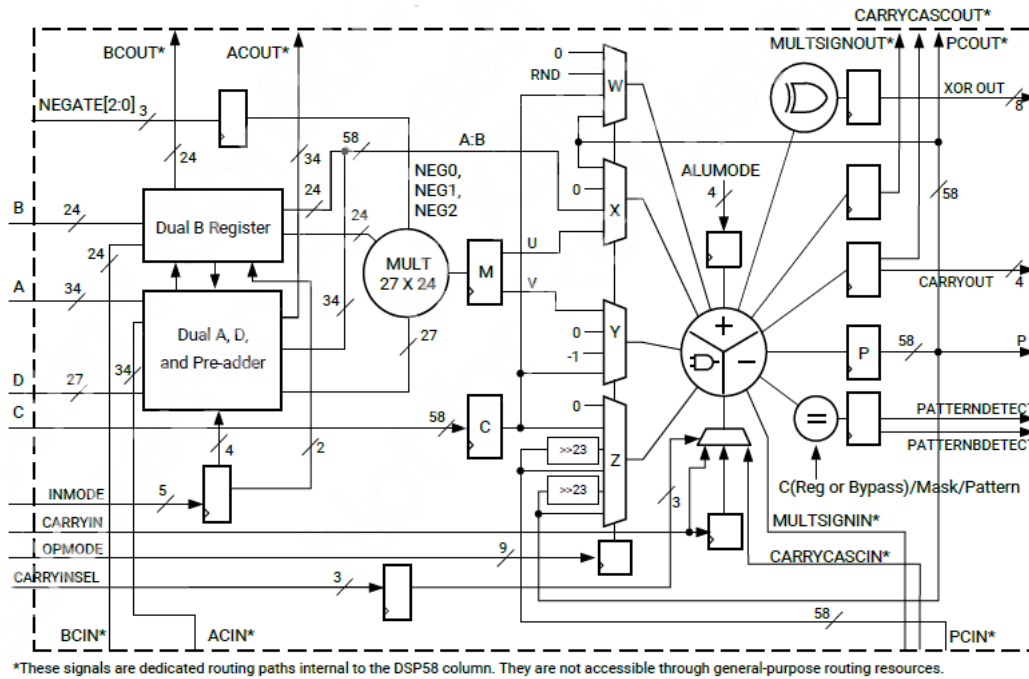 CARRYCASCOUT*
BCOUT*
ACOUT*
MULTSIGNOUT*
PCOUT*
NEGATE[2:0]
3
0
RND
W
XOR OUT
8
24
34
58
A:B
NEG0,
NEG1,
NEG2
ALUMODE
4
58
B
24
Dual B Register
24
24
0
X
24
A
34
MULT
27 X 24
M
U
V
CARRYOUT
4
Dual A, D,
and Pre-adder
34
27
0
Y
-1
+
−
P
58
P
D
27
34
C
58
C
0
=
PATTERNDETECT
PATTERNBDETECT
4
2
>>23
Z
>>23
3
C(Reg or Bypass)/Mask/Pattern
INMODE
5
CARRYIN
MULTSIGNIN*
OPMODE
9
CARRYCASCIN*
CARRYINSEL
3
58
BCIN*
ACIN*
PCIN*
*These signals are dedicated routing paths internal to the DSP58 column. They are not accessible through general-purpose routing resources.